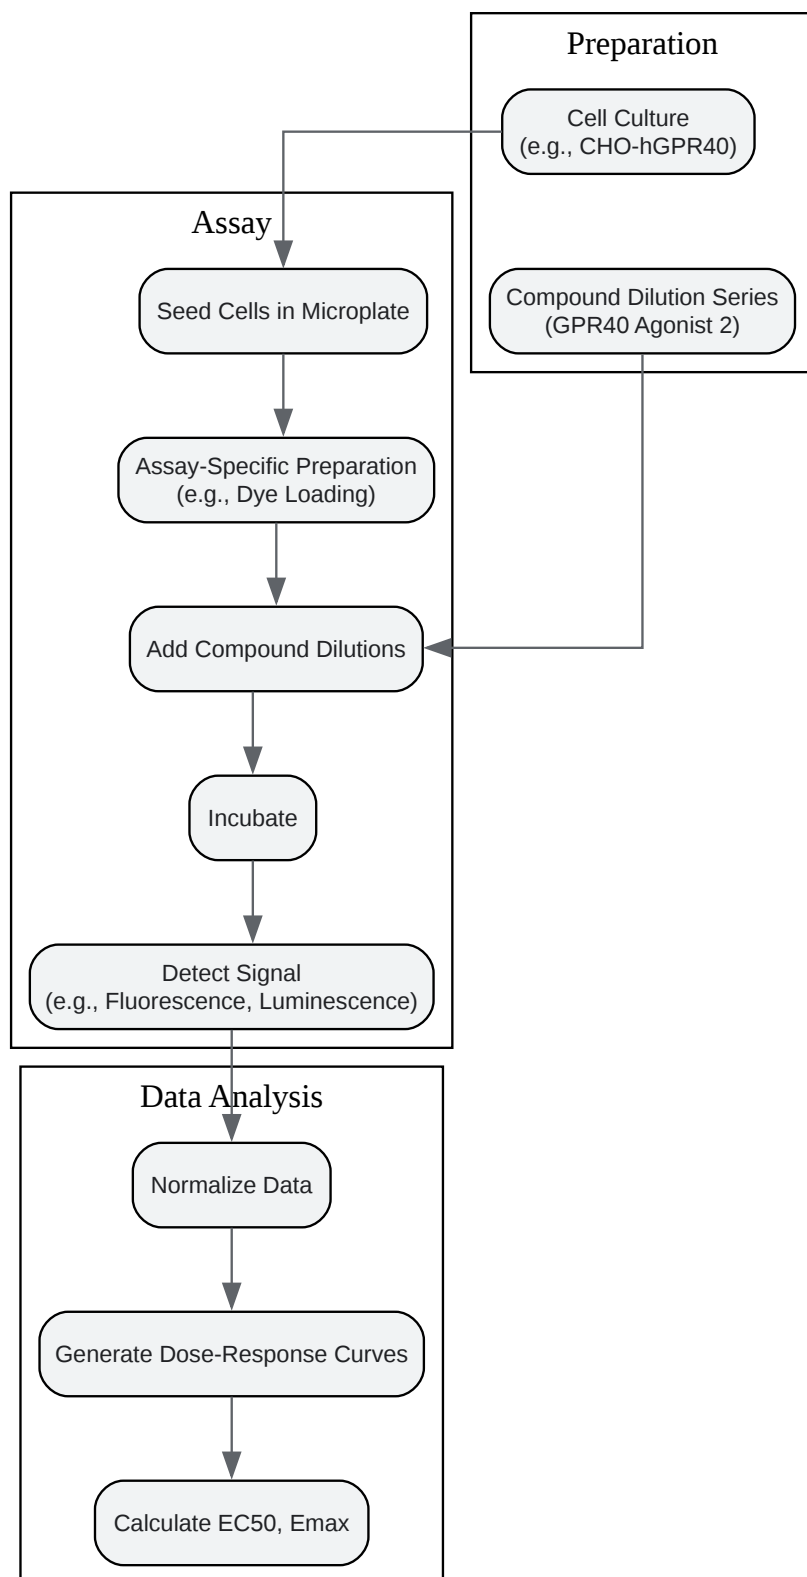 Preparation
Cell Culture
(e.g., CHO-hGPR40)
Compound Dilution Series
(GPR40 Agonist 2)
Assay
Seed Cells in Microplate
Assay-Specific Preparation
(e.g., Dye Loading)
Add Compound Dilutions
Incubate
Detect Signal
(e.g., Fluorescence, Luminescence)
Data Analysis
Normalize Data
Generate Dose-Response Curves
Calculate EC50, Emax